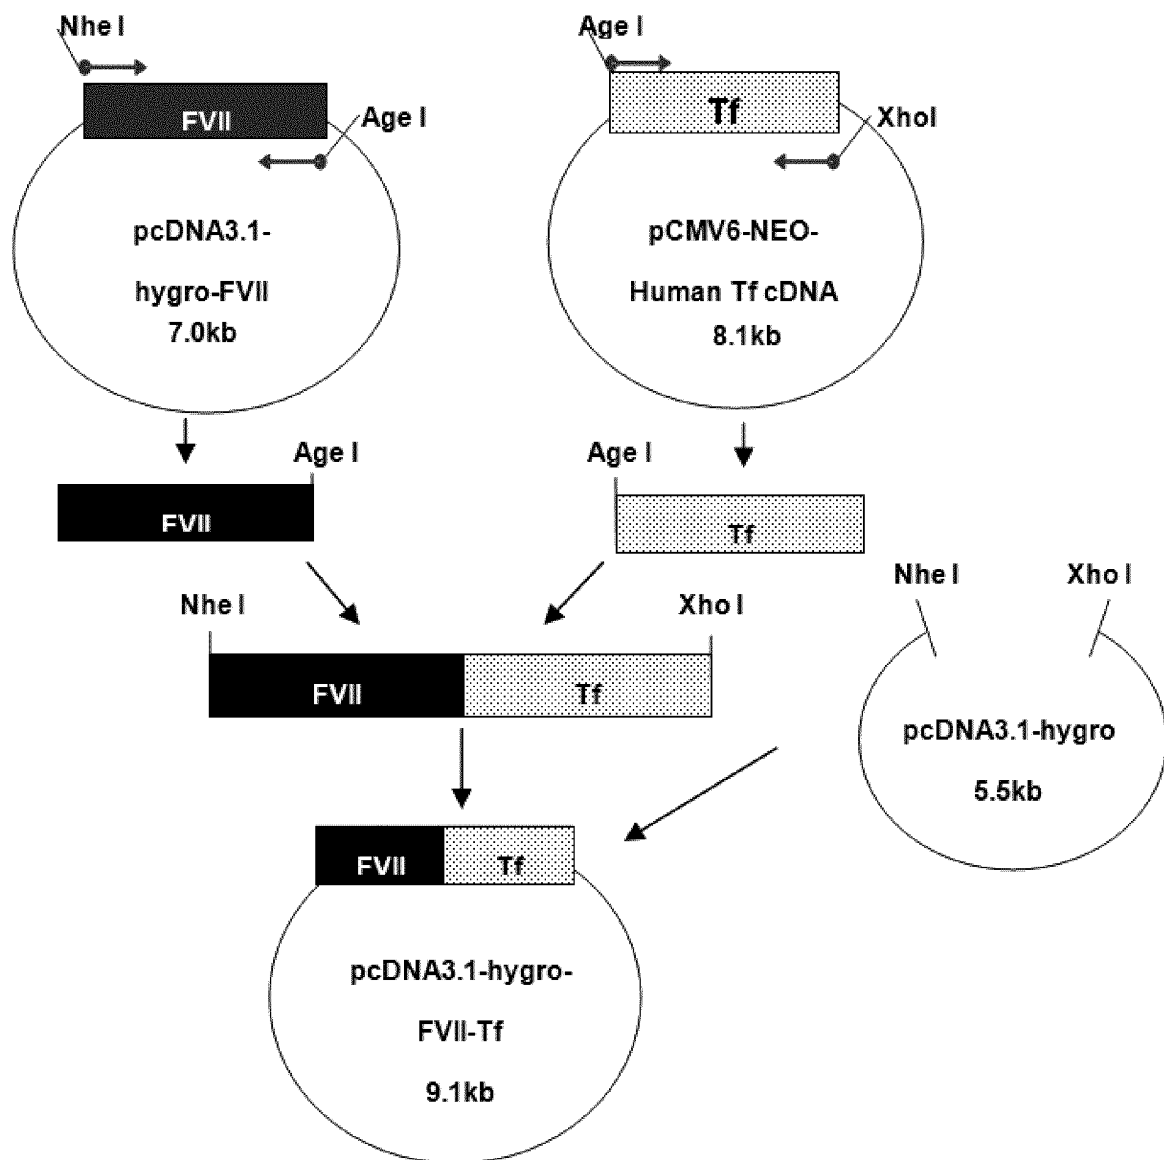 Nhe I
FVII
Age I
pcDNA3.1-
hygro-FVII
7.0kb
Age I
Tf
XhoI
pCMV6-NEO-
Human Tf cDNA
8.1kb
Age I
FVII
Age I
Tf
Nhe I
Xho I
FVII
Tf
Nhe I
Xho I
pcDNA3.1-hygro
5.5kb
FVII
Tf
pcDNA3.1-hygro-
FVII-Tf
9.1kb